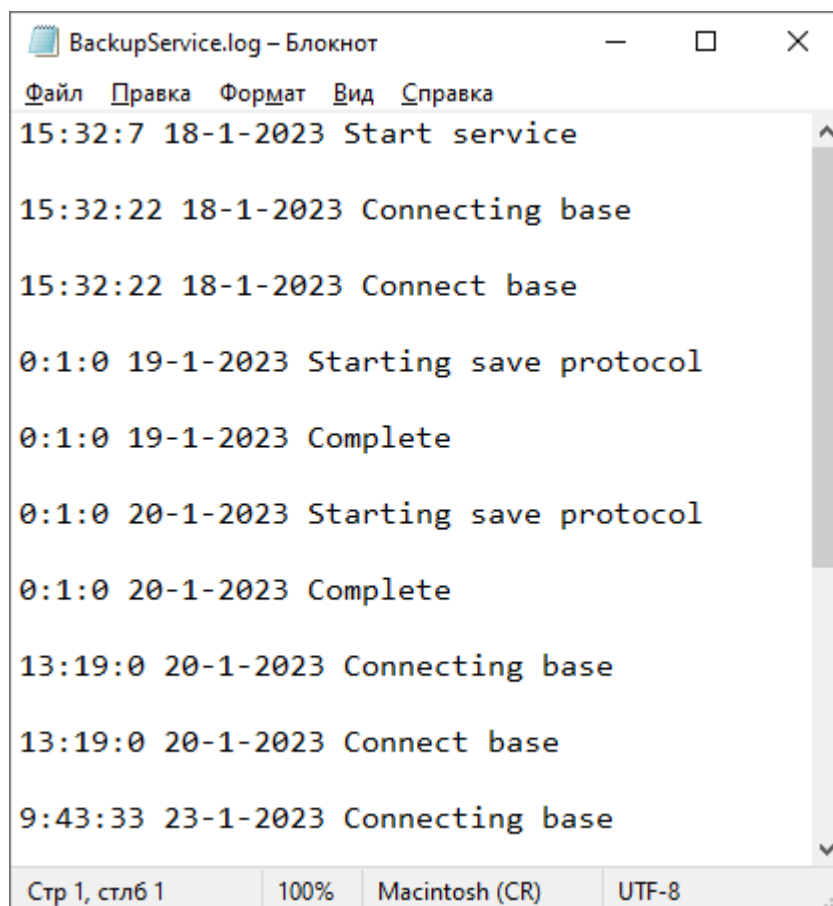 BackupService.log – Блокнот
Файл Правка Формат Вид Справка
15:32:7 18-1-2023 Start service
15:32:22 18-1-2023 Connecting base
15:32:22 18-1-2023 Connect base
0:1:0 19-1-2023 Starting save protocol
0:1:0 19-1-2023 Complete
0:1:0 20-1-2023 Starting save protocol
0:1:0 20-1-2023 Complete
13:19:0 20-1-2023 Connecting base
13:19:0 20-1-2023 Connect base
9:43:33 23-1-2023 Connecting base
Стр 1, стлб 1 100% Macintosh (CR) UTF-8